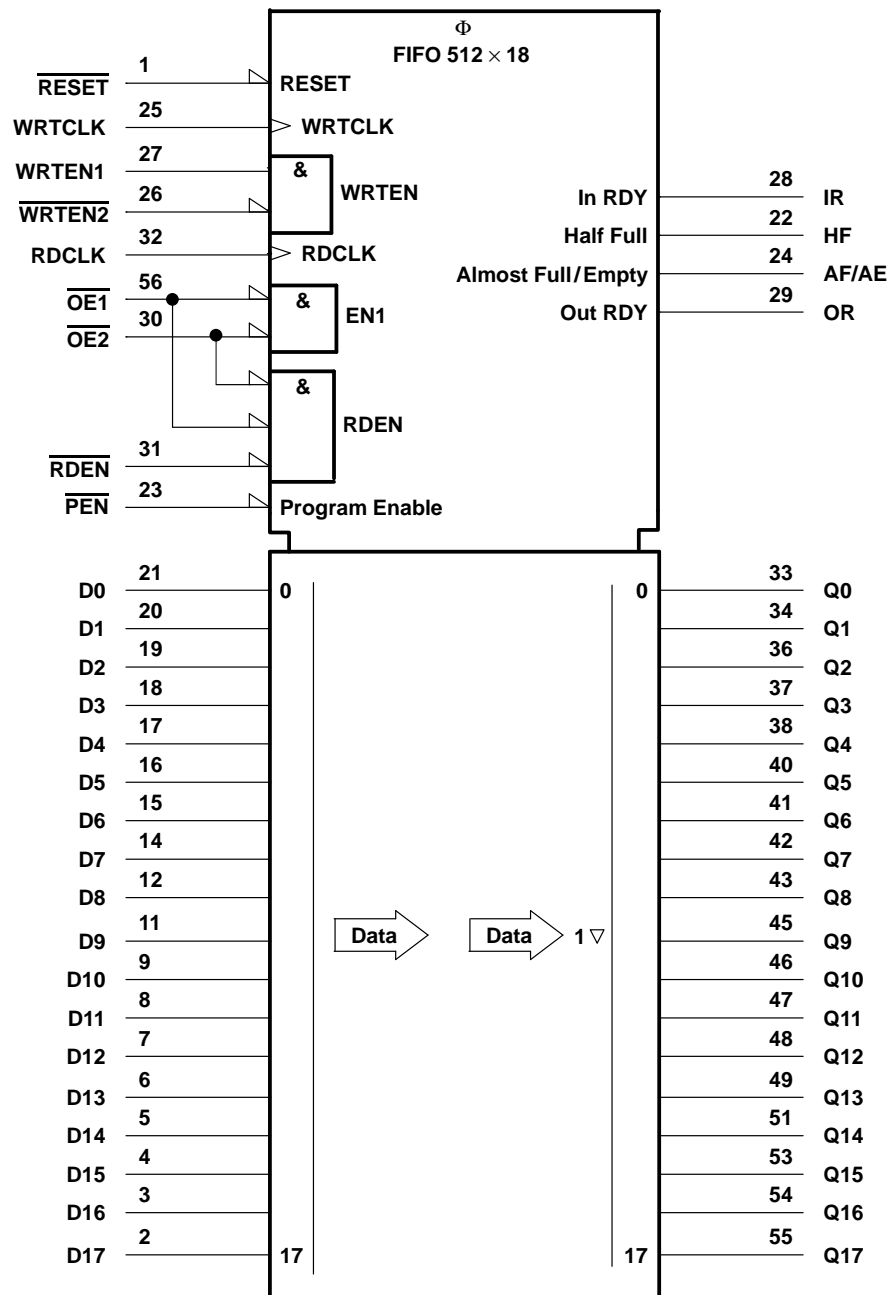 Φ
FIFO 512 × 18
RESET 1 RESET
WRTCLK 25 WRTCLK
WRTEN1 27 &
WRTEN
WRTEN2 26
RDCLK 32 RDCLK
OE1 56 &
EN1
OE2 30
&
RDEN
RDEN 31
PEN 23 Program Enable
In RDY 28 IR
Half Full 22 HF
Almost Full/Empty 24 AF/AE
Out RDY 29 OR
D0 21 0 0 33 Q0
D1 20 34 Q1
D2 19 36 Q2
D3 18 37 Q3
D4 17 38 Q4
D5 16 40 Q5
D6 15 41 Q6
D7 14 42 Q7
D8 12 43 Q8
D9 11 Data Data 1 ▽ 45 Q9
D10 9 46 Q10
D11 8 47 Q11
D12 7 48 Q12
D13 6 49 Q13
D14 5 51 Q14
D15 4 53 Q15
D16 3 54 Q16
D17 2 17 17 55 Q17